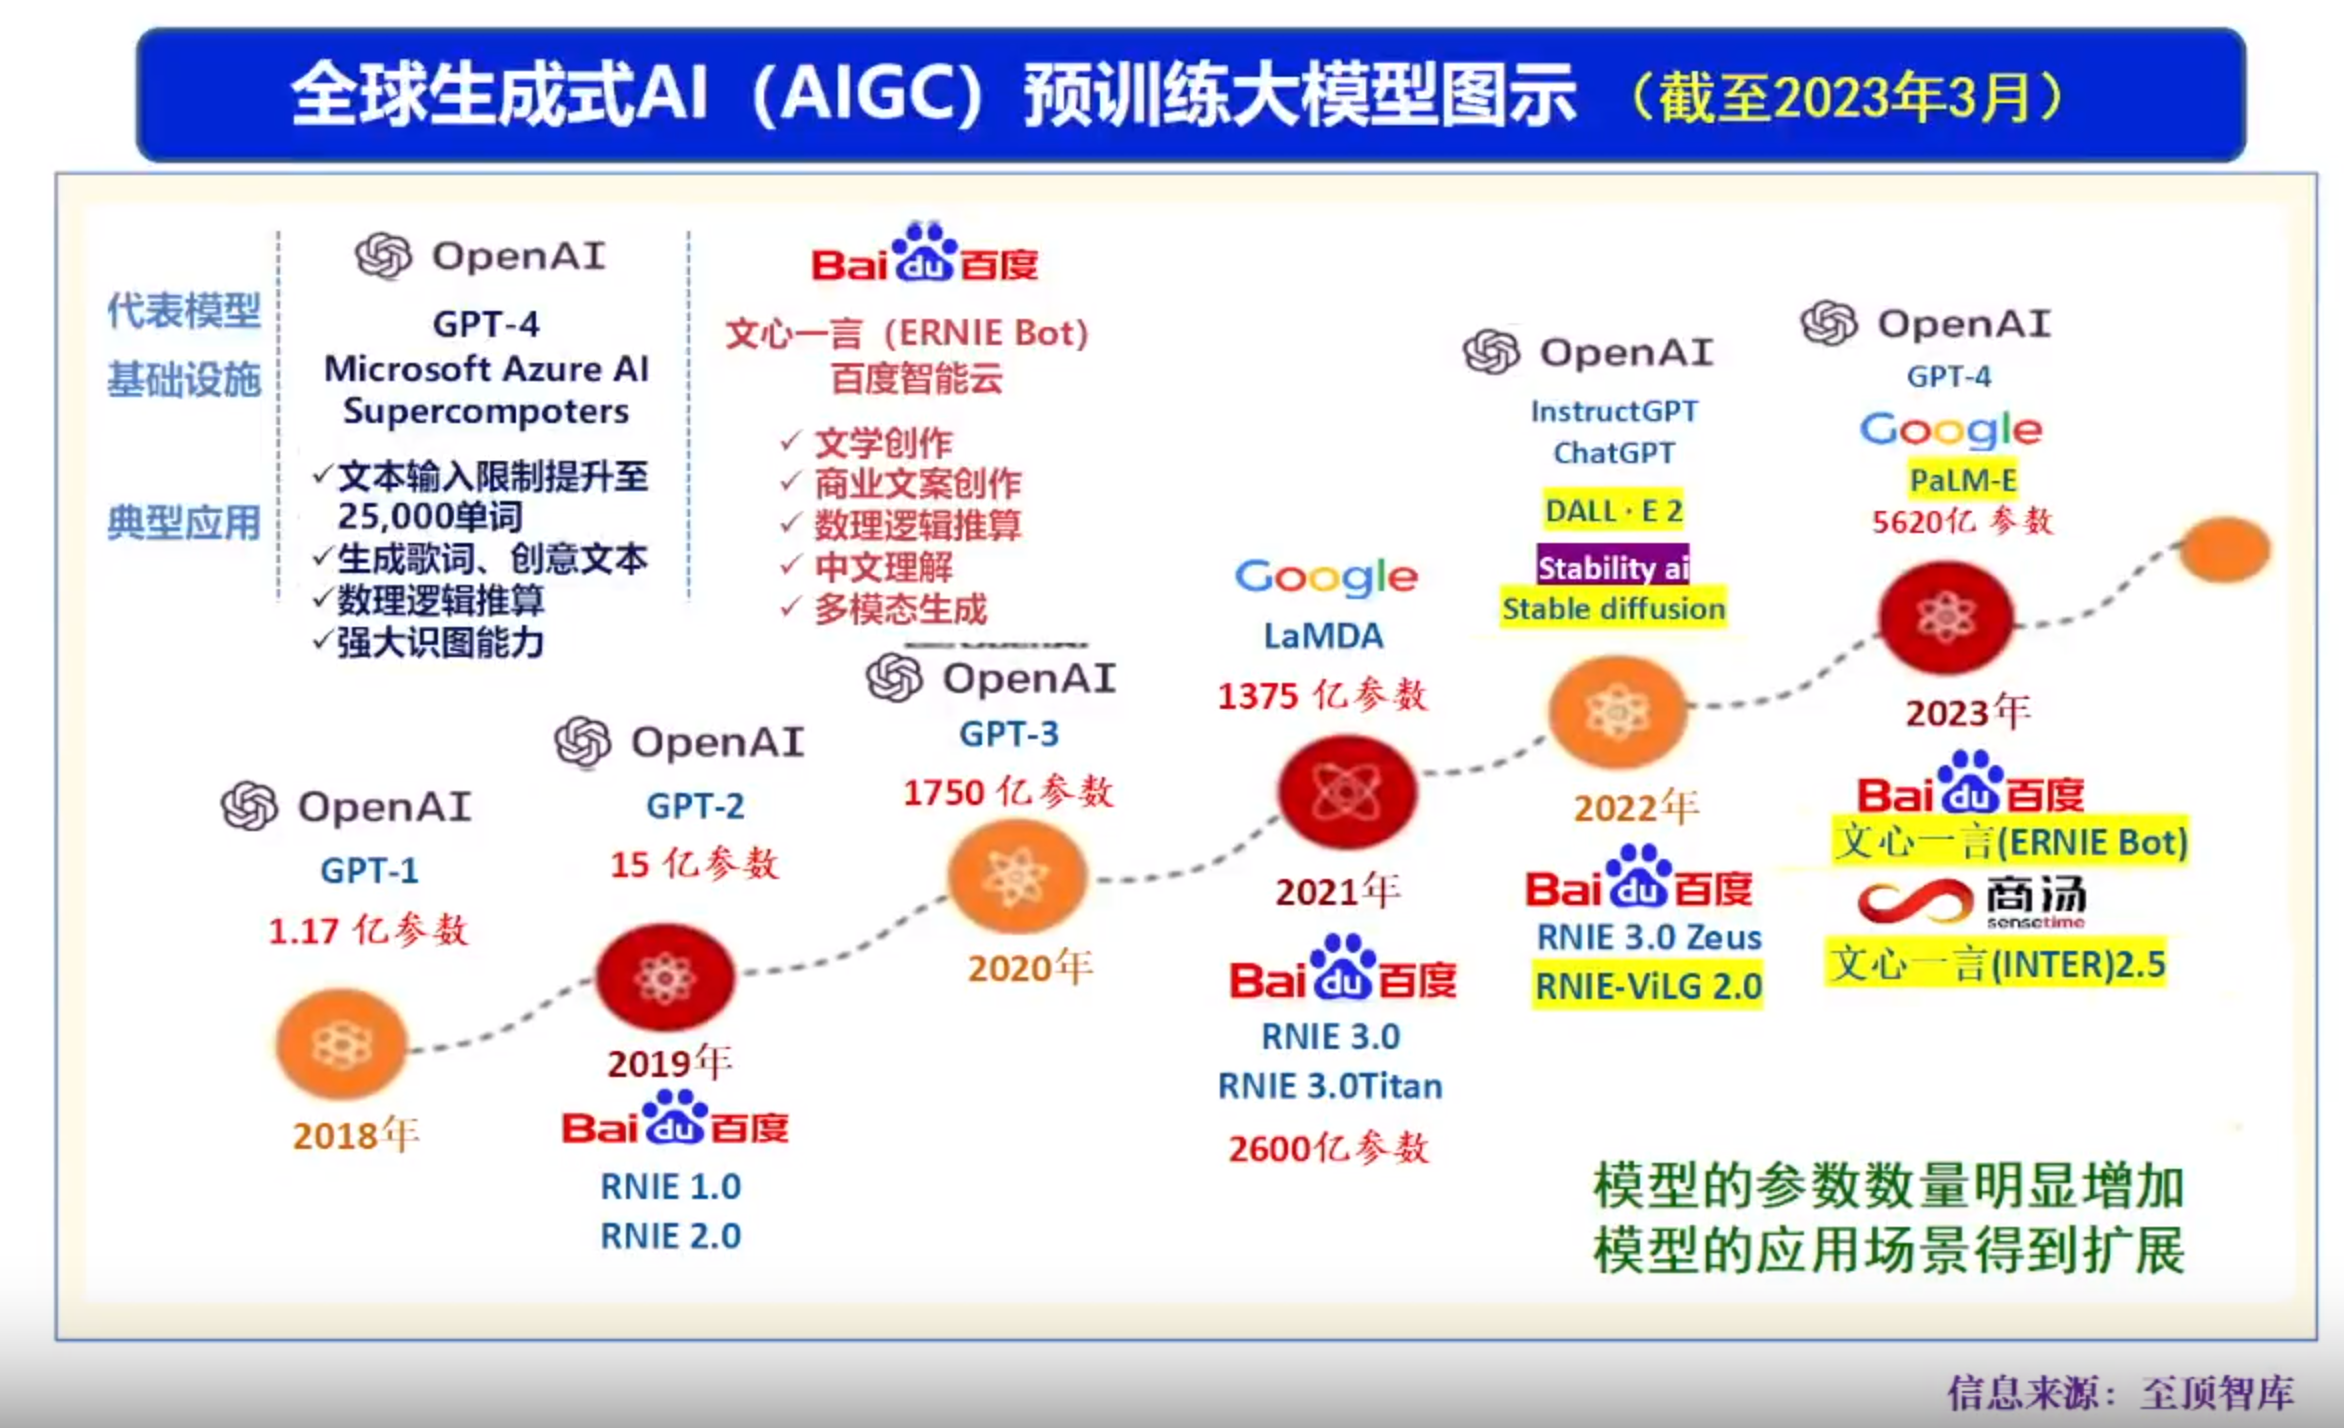 全球生成式AI（AIGC）预训练大模型图示（截至2023年3月）
代表模型
基础设施
典型应用
OpenAI
GPT-4
Microsoft Azure AI
Supercompoters
✓文本输入限制提升至
25,000单词
✓生成歌词、创意文本
✓数理逻辑推算
✓强大识图能力
Bai du 百度
文心一言（ERNIE Bot）
百度智能云
✓ 文学创作
✓ 商业文案创作
✓ 数理逻辑推算
✓ 中文理解
✓ 多模态生成
OpenAI
GPT-1
1.17 亿参数
2018年
OpenAI
GPT-2
15 亿参数
2019年
Bai du 百度
RNIE 1.0
RNIE 2.0
OpenAI
GPT-3
1750 亿参数
2020年
Google
LaMDA
1375 亿参数
2021年
Bai du 百度
RNIE 3.0
RNIE 3.0Titan
2600亿参数
OpenAI
InstructGPT
ChatGPT
DALL · E 2
Stability ai
Stable diffusion
2022年
Bai du 百度
RNIE 3.0 Zeus
RNIE-ViLG 2.0
OpenAI
GPT-4
Google
PaLM-E
5620亿 参数
2023年
Bai du 百度
文心一言(ERNIE Bot)
商汤
sensetime
文心一言(INTER)2.5
模型的参数数量明显增加
模型的应用场景得到扩展
信息来源：至顶智库